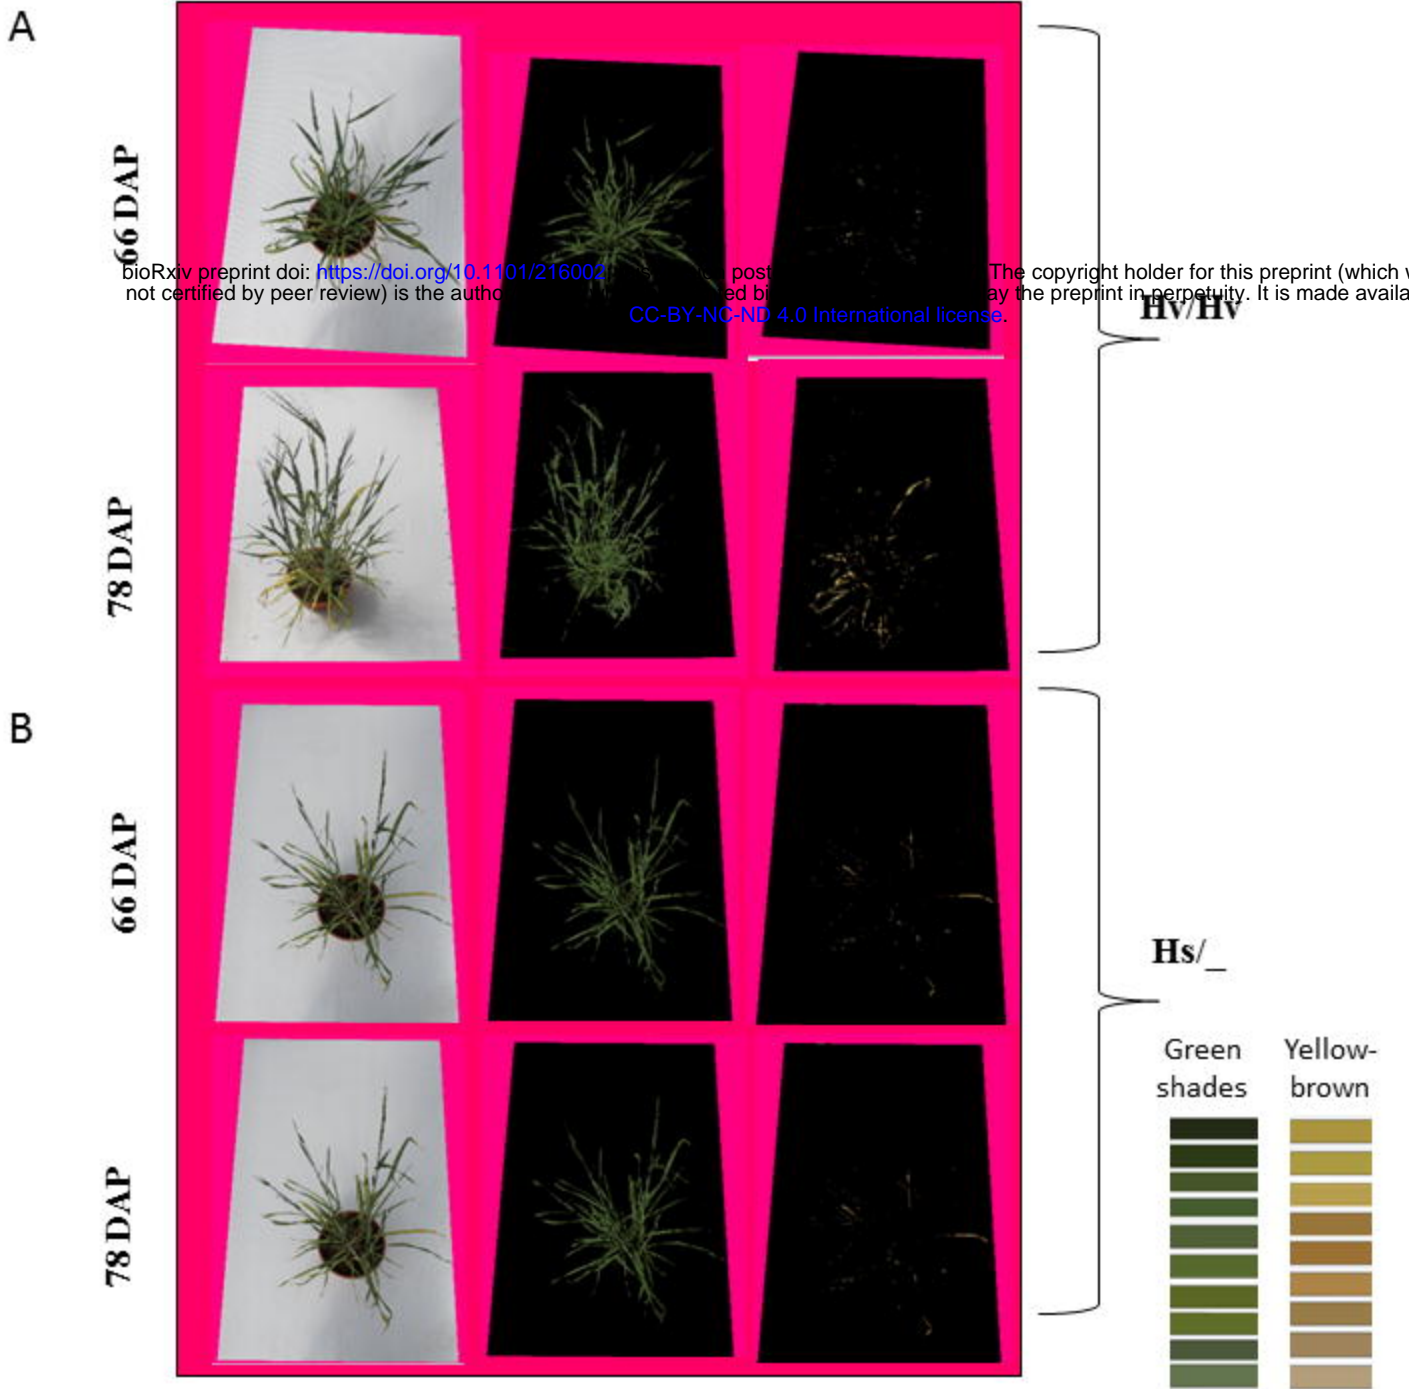 A
66 DAP
bioRxiv preprint doi: https://doi.org/10.1101/216002 post The copyright holder for this preprint (which
not certified by peer review) is the autho ed bi ay the preprint in perpetuity. It is made availa
CC-BY-NC-ND 4.0 International license.
Hv/Hv
78 DAP
B
66 DAP
Hs/_
Green shades
Yellow-brown
78 DAP